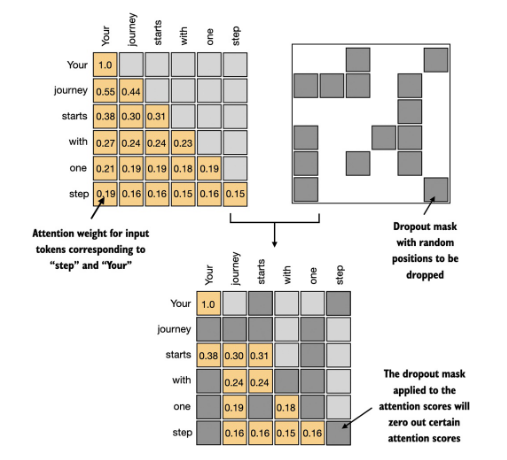 Your journey starts with one step
Your 1.0
journey 0.55 0.44
starts 0.38 0.30 0.31
with 0.27 0.24 0.24 0.23
one 0.21 0.19 0.19 0.18 0.19
step 0.19 0.16 0.16 0.15 0.16 0.15
Attention weight for input
tokens corresponding to
“step” and “Your”
Dropout mask
with random
positions to be
dropped
Your journey starts with one step
Your 1.0
journey
starts 0.38 0.30 0.31
with 0.24 0.24
one 0.19 0.18
step 0.16 0.16 0.15 0.16
The dropout mask
applied to the
attention scores will
zero out certain
attention scores